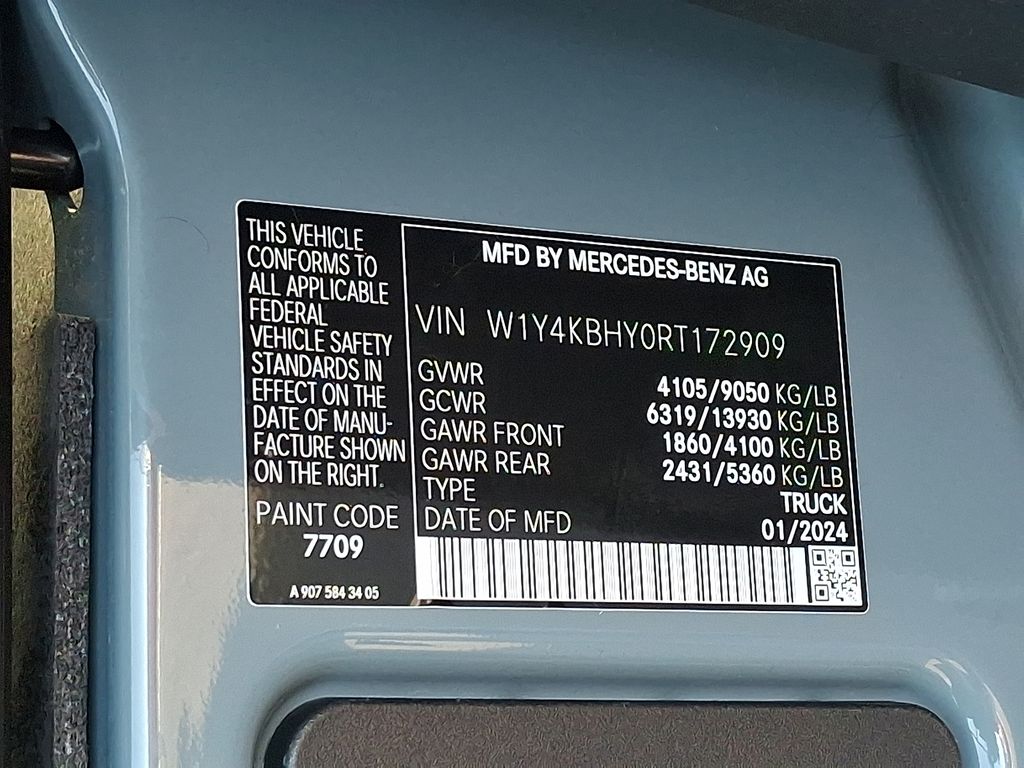 THIS VEHICLE
CONFORMS TO
ALL APPLICABLE
FEDERAL
VEHICLE SAFETY
STANDARDS IN
EFFECT ON THE
DATE OF MANU-
FACTURE SHOWN
ON THE RIGHT.
PAINT CODE
7709
A 907 584 34 05
MFD BY MERCEDES-BENZ AG
VIN W1Y4KBHY0RT172909
GVWR 4105/9050 KG/LB
GCWR 6319/13930 KG/LB
GAWR FRONT 1860/4100 KG/LB
GAWR REAR 2431/5360 KG/LB
TYPE TRUCK
DATE OF MFD 01/2024